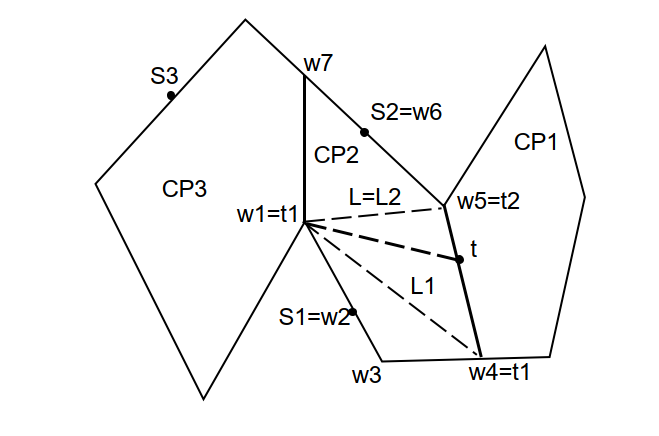 w7
S3
S2=w6
CP1
CP2
CP3
L=L2
w5=t2
w1=t1
t
L1
S1=w2
w3
w4=t1